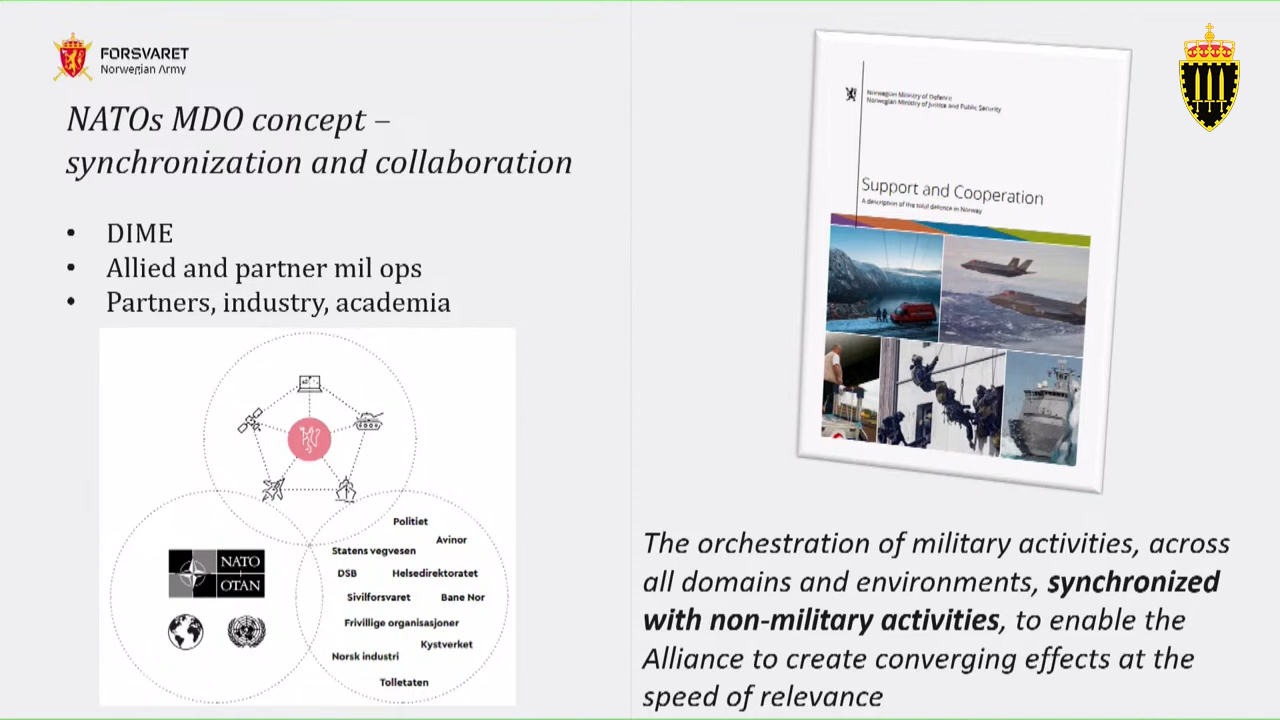 FORSVARET
Norwegian Army
NATOs MDO concept –
synchronization and collaboration
• DIME
• Allied and partner mil ops
• Partners, industry, academia
NATO
OTAN
Politiet
Avinor
Statens vegvesen
DSB Helsedirektoratet
Sivilforsvaret Bane Nor
Frivillige organisasjoner
Kystverket
Norsk industri
Tolletaten
Norwegian Ministry of Defence
Norwegian Ministry of Justice and Public Security
Support and Cooperation
A description of the total defence in Norway
The orchestration of military activities, across
all domains and environments, synchronized
with non-military activities, to enable the
Alliance to create converging effects at the
speed of relevance